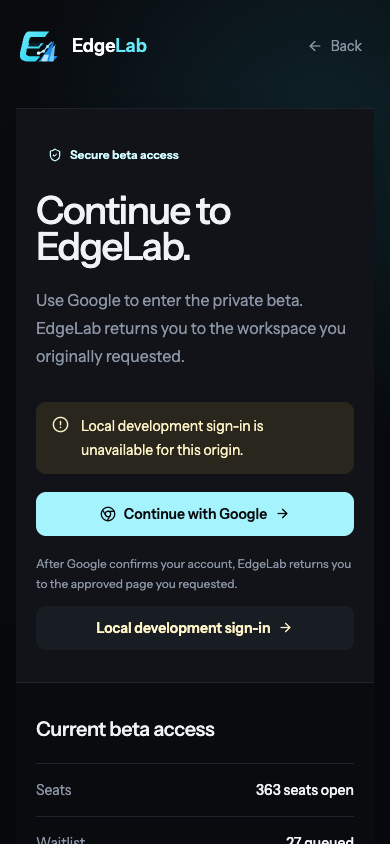 EdgeLab
Back
Secure beta access
Continue to
EdgeLab.
Use Google to enter the private beta.
EdgeLab returns you to the workspace you
originally requested.
Local development sign-in is
unavailable for this origin.
Continue with Google
After Google confirms your account, EdgeLab returns you
to the approved page you requested.
Local development sign-in
Current beta access
Seats 363 seats open
Waitlist 27 queued